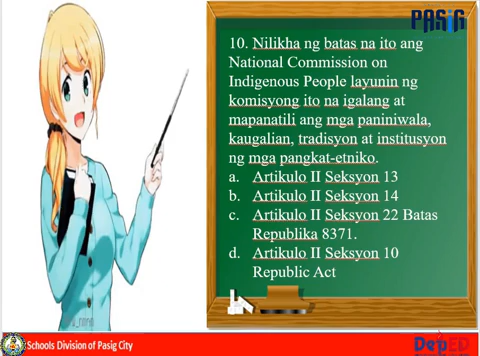 PASIG
10. Nilikha ng batas na ito ang
National Commission on
Indigenous People layunin ng
komisyong ito na igalang at
mapanatili ang mga paniniwala,
kaugalian, tradisyon at institusyon
ng mga pangkat-etniko.
a. Artikulo II Seksyon 13
b. Artikulo II Seksyon 14
c. Artikulo II Seksyon 22 Batas
Republika 8371.
d. Artikulo II Seksyon 10
Republic Act
Schools Division of Pasig City
DepED